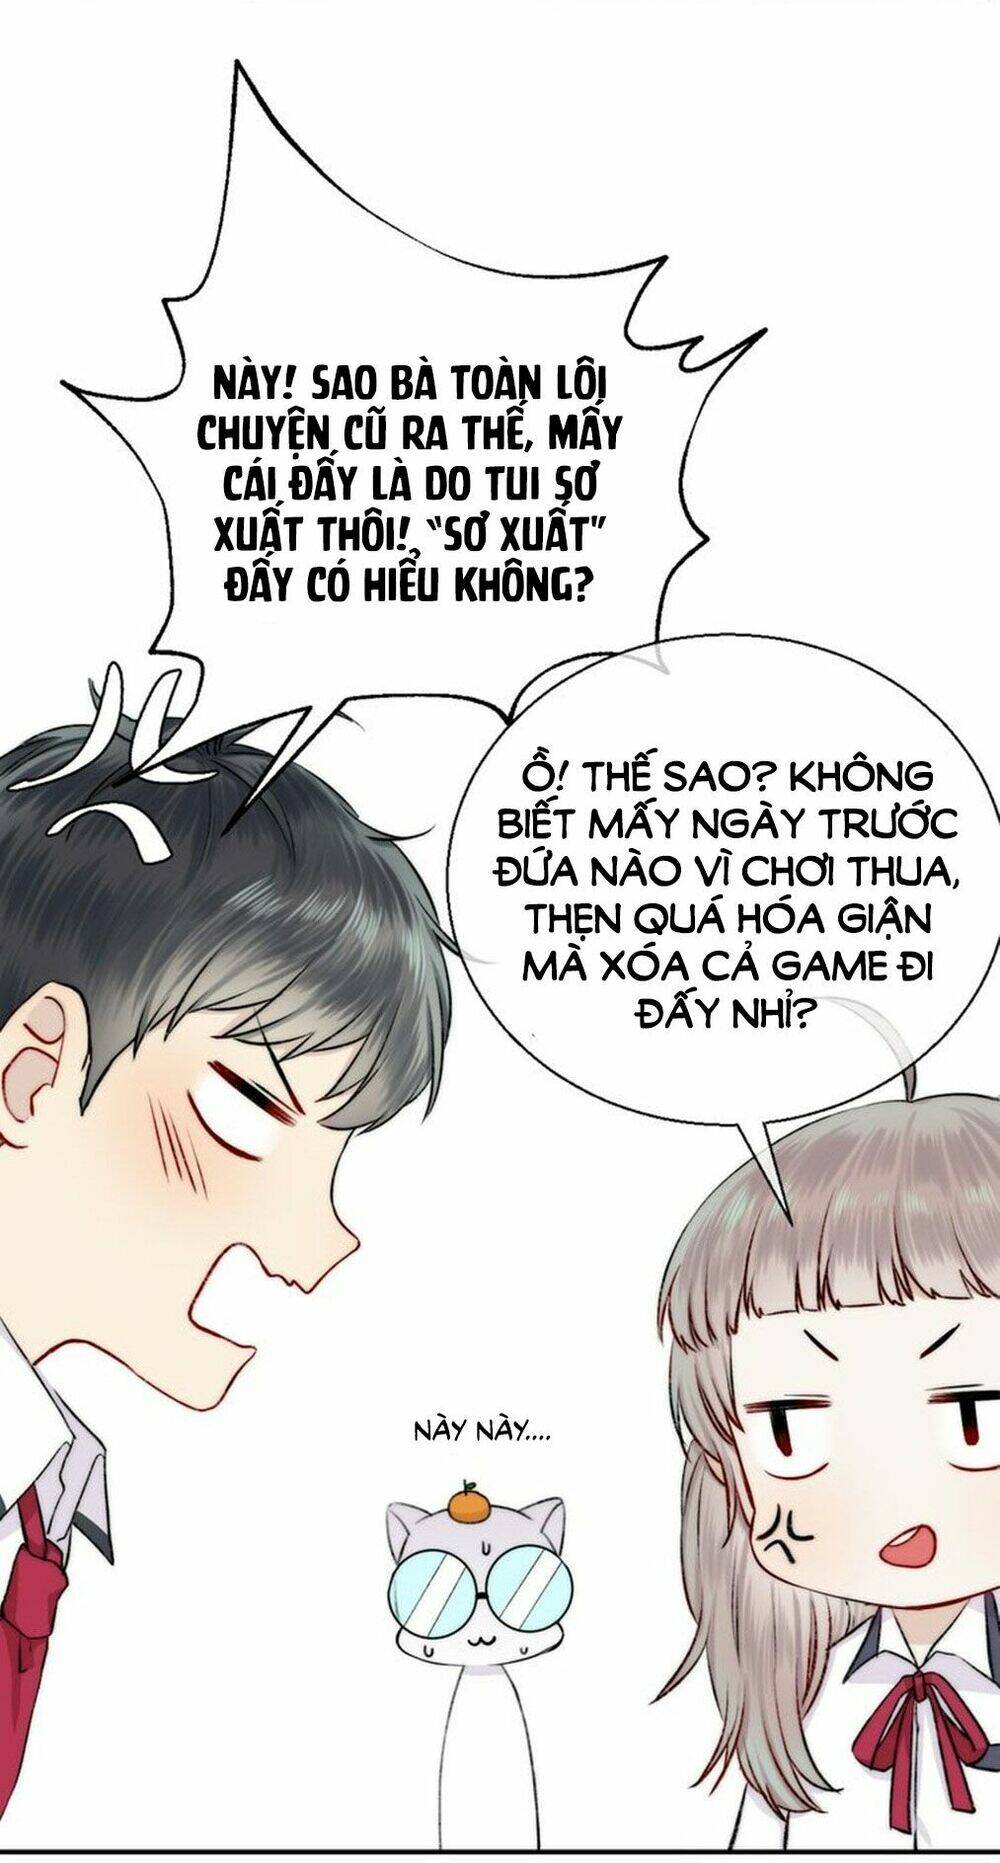 NÀY! SAO BÀ TOÀN LÔI
CHUYỆN CŨ RA THẾ, MẤY
CÁI ĐẤY LÀ DO TUI SƠ
XUẤT THÔI! "SƠ XUẤT"
ĐẤY CÓ HIỂU KHÔNG?
Ồ! THẾ SAO? KHÔNG
BIẾT MẤY NGÀY TRƯỚC
ĐỨA NÀO VÌ CHƠI THUA,
THẸN QUÁ HÓA GIẬN
MÀ XÓA CẢ GAME ĐI
ĐẤY NHỈ?
NÀY NÀY....